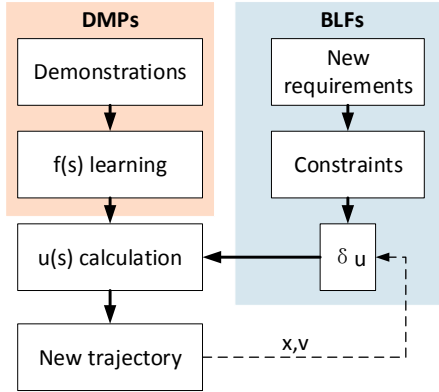 DMPs
Demonstrations
f(s) learning
u(s) calculation
New trajectory
BLFs
New
requirements
Constraints
δ u
x,v